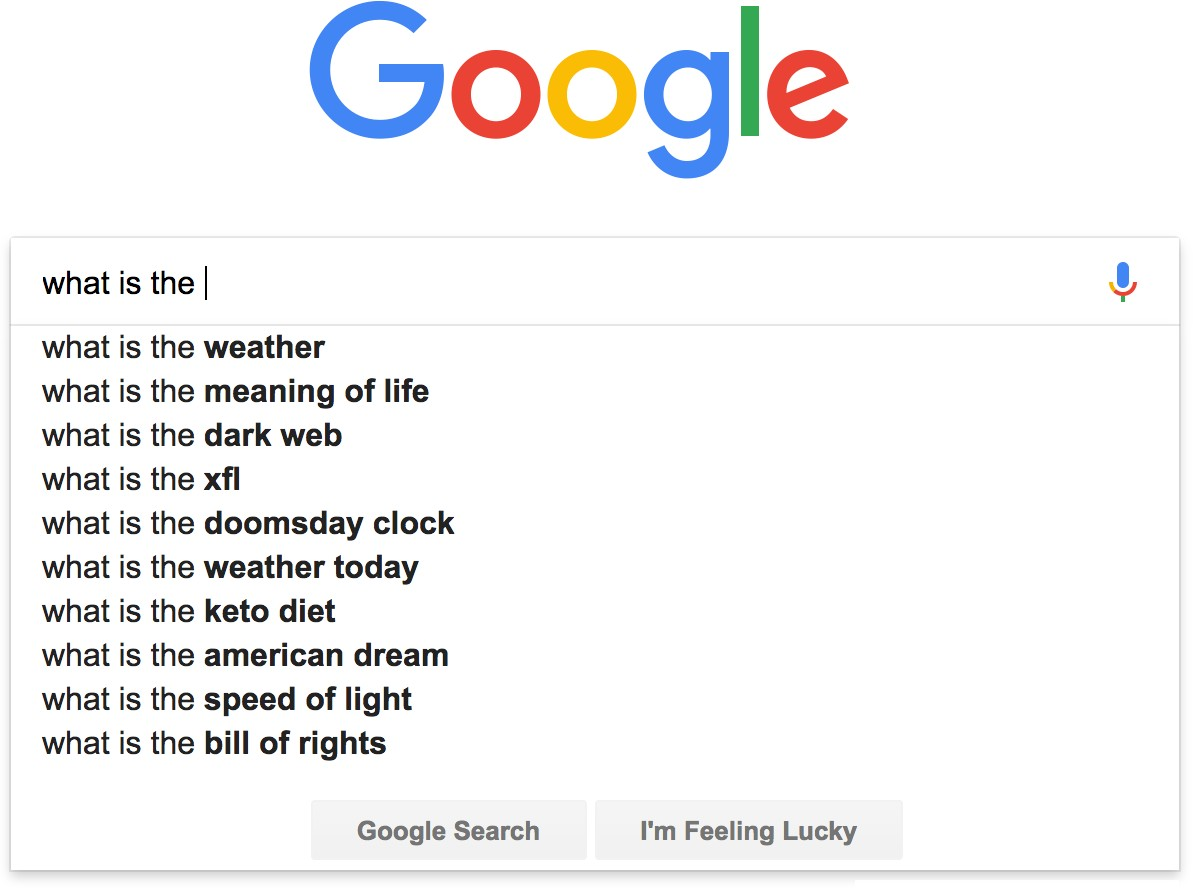 Google
what is the
what is the weather
what is the meaning of life
what is the dark web
what is the xfl
what is the doomsday clock
what is the weather today
what is the keto diet
what is the american dream
what is the speed of light
what is the bill of rights
Google Search
I'm Feeling Lucky